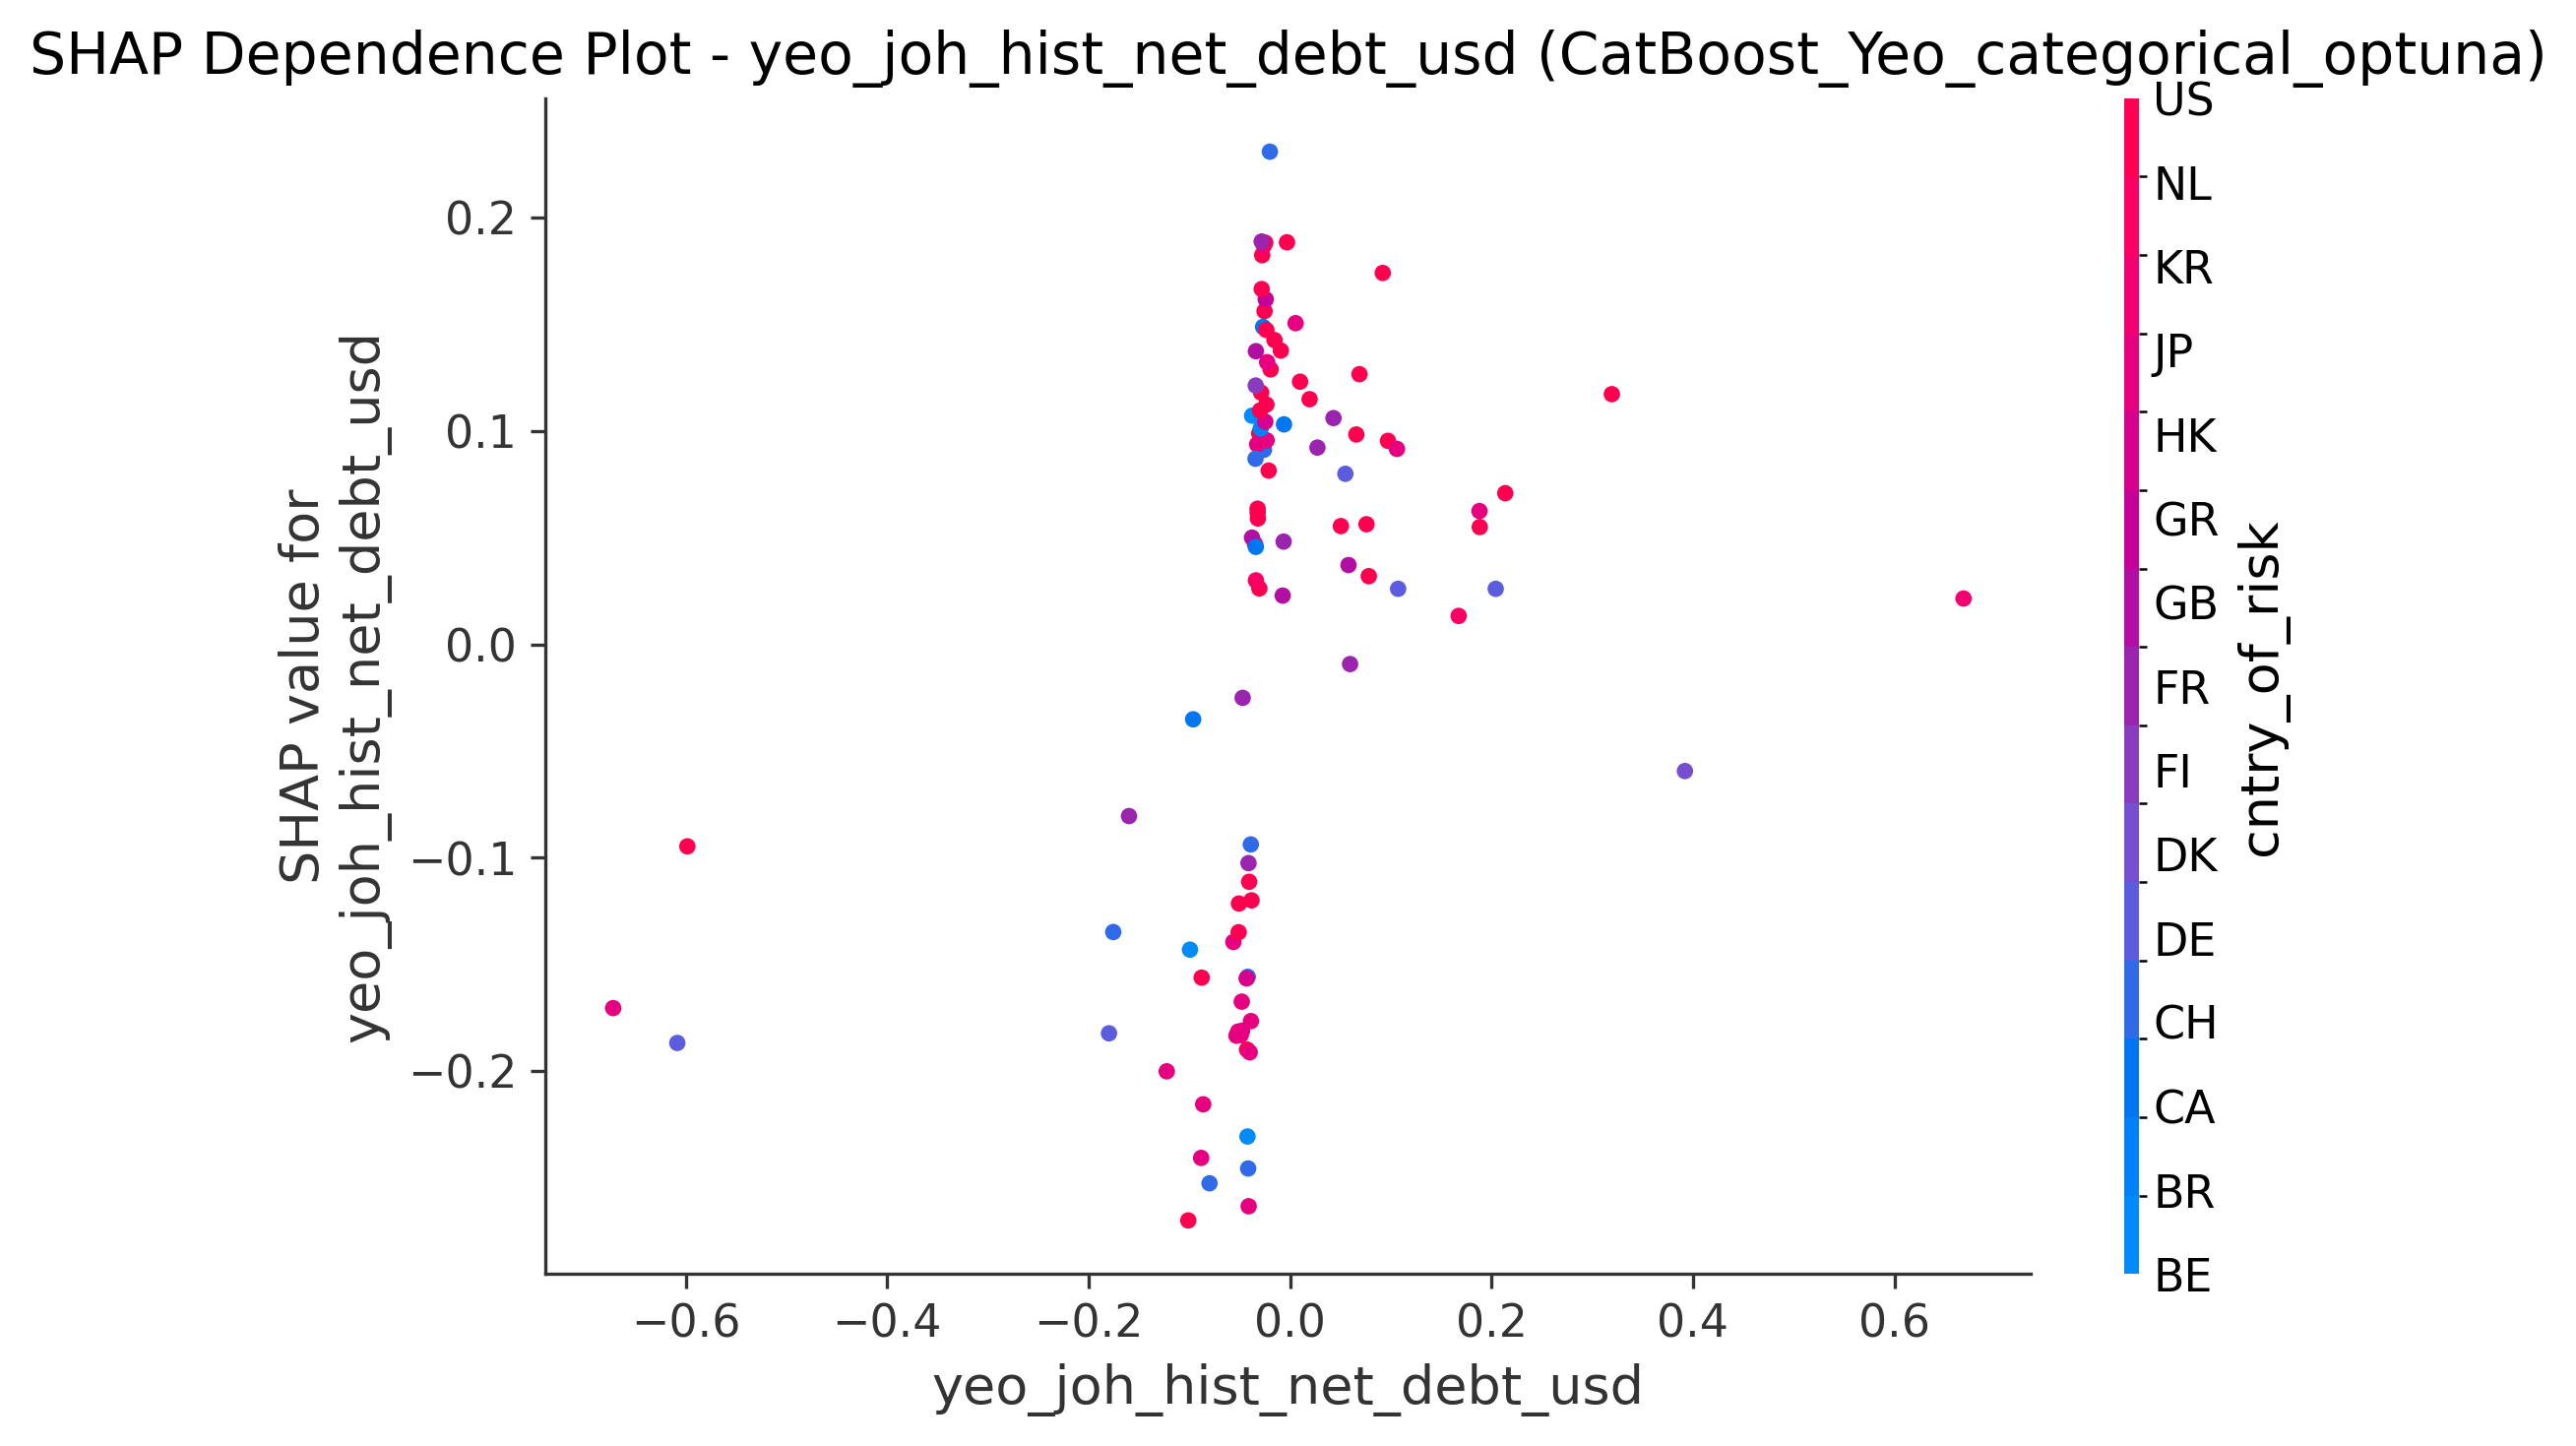 SHAP Dependence Plot - yeo_joh_hist_net_debt_usd (CatBoost_Yeo_categorical_optuna)
SHAP value for
yeo_joh_hist_net_debt_usd
0.2
0.1
0.0
−0.1
−0.2
−0.6
−0.4
−0.2
0.0
0.2
0.4
0.6
yeo_joh_hist_net_debt_usd
US
NL
KR
JP
HK
GR
GB
FR
FI
DK
DE
CH
CA
BR
BE
cntry_of_risk